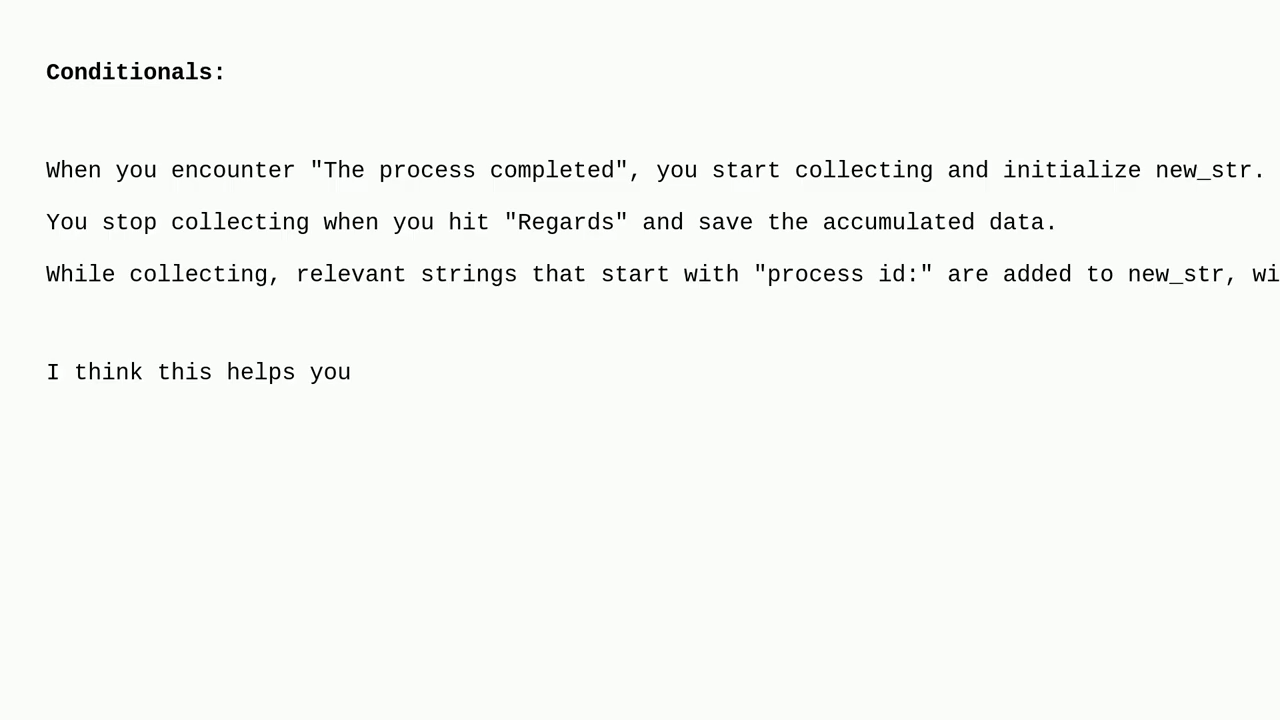 Conditionals:
When you encounter "The process completed", you start collecting and initialize new_str.
You stop collecting when you hit "Regards" and save the accumulated data.
While collecting, relevant strings that start with "process id:" are added to new_str, wi
I think this helps you